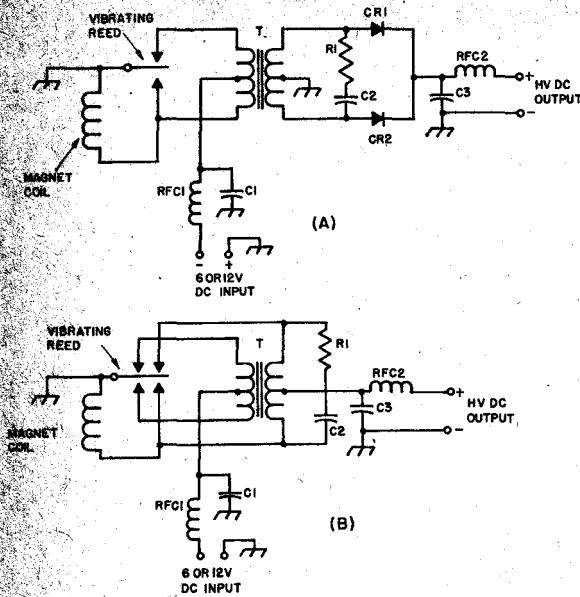 VIBRATING
REED
T
R1
CR1
C2
CR2
RFC2
C3
+
HV DC
OUTPUT
-
MAGNET
COIL
RFC1
C1
- +
6 OR 12V
DC INPUT
(A)
VIBRATING
REED
T
R1
C2
RFC2
C3
+
HV DC
OUTPUT
-
MAGNET
COIL
RFC1
C1
6 OR 12V
DC INPUT
(B)